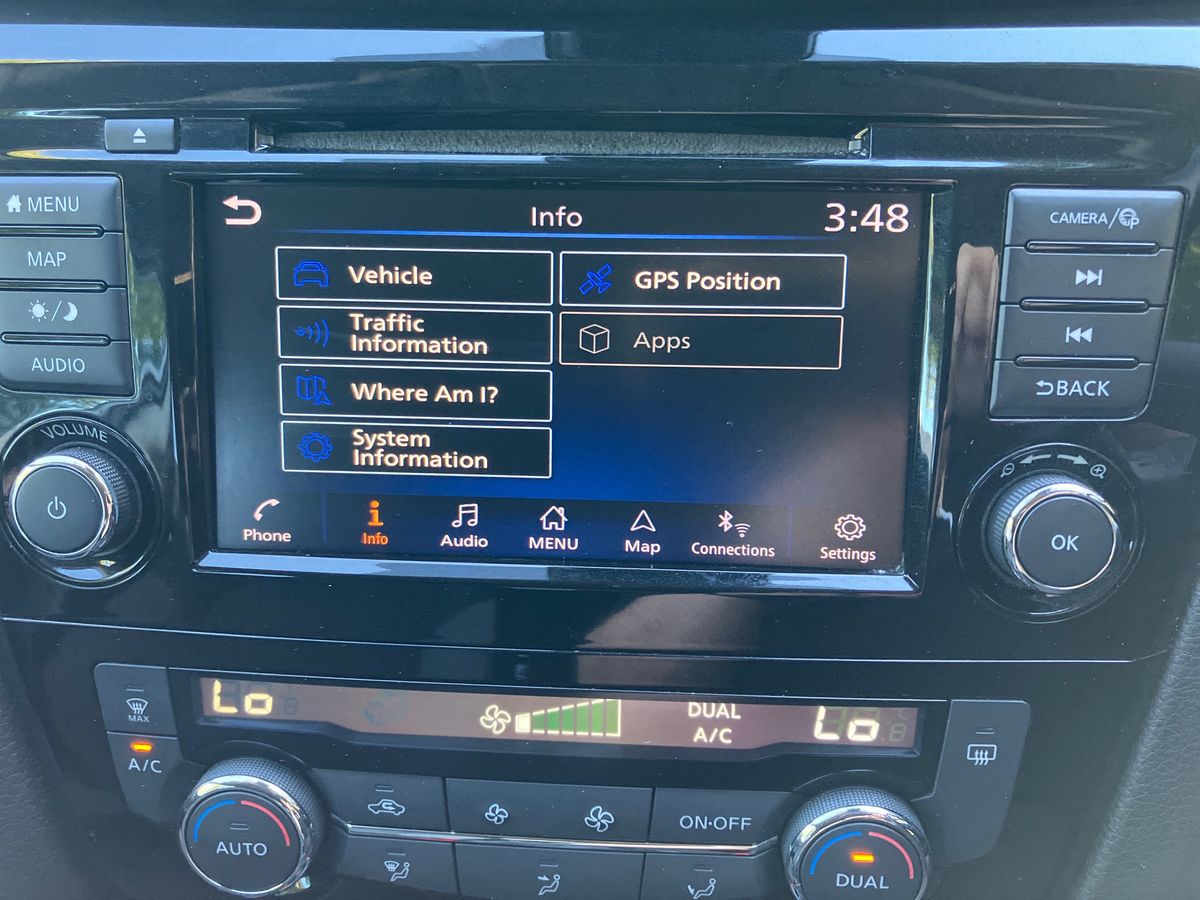 MENU
MAP
AUDIO
VOLUME
Info
3:48
Vehicle
GPS Position
Traffic
Information
Apps
Where Am I?
System
Information
Phone
Info
Audio
MENU
Map
Connections
Settings
CAMERA/
BACK
OK
MAX
A/C
Lo
DUAL
A/C
Lo
AUTO
ON·OFF
DUAL